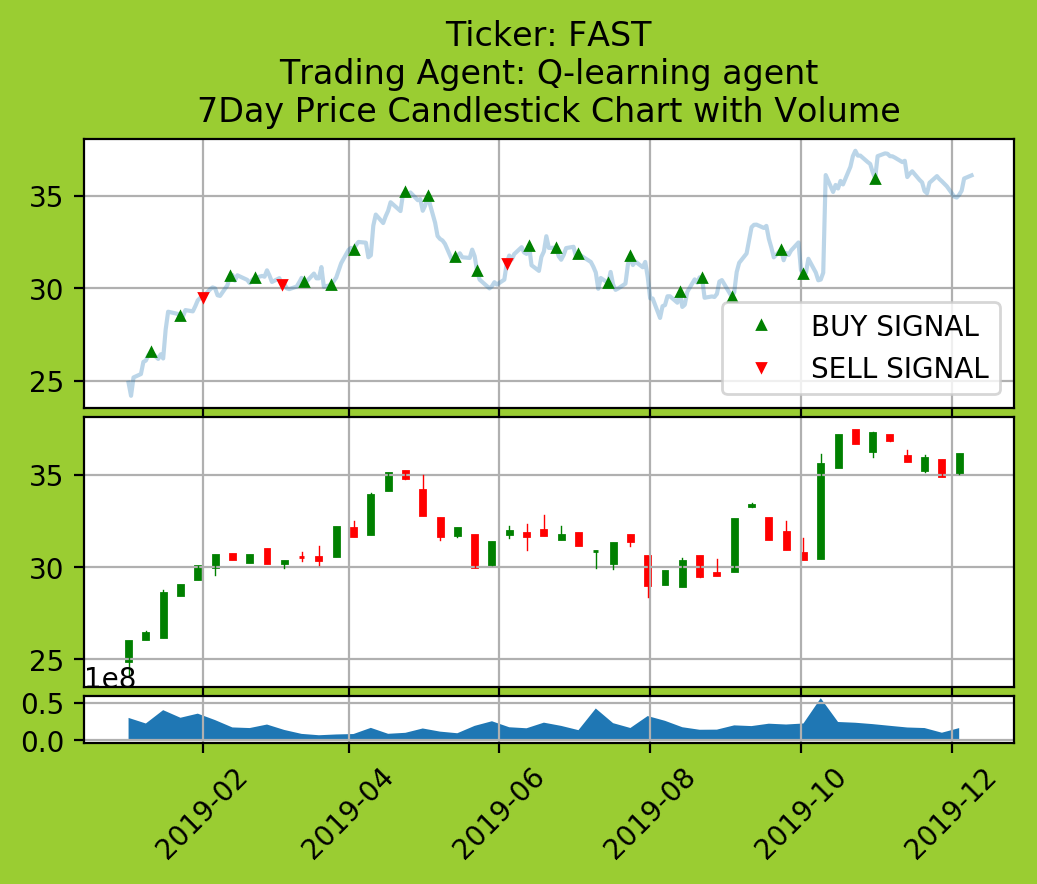 Ticker: FAST
Trading Agent: Q-learning agent
7Day Price Candlestick Chart with Volume
35
30
25
BUY SIGNAL
SELL SIGNAL
35
30
25
1e8
0.5
0.0
2019-02
2019-04
2019-06
2019-08
2019-10
2019-12